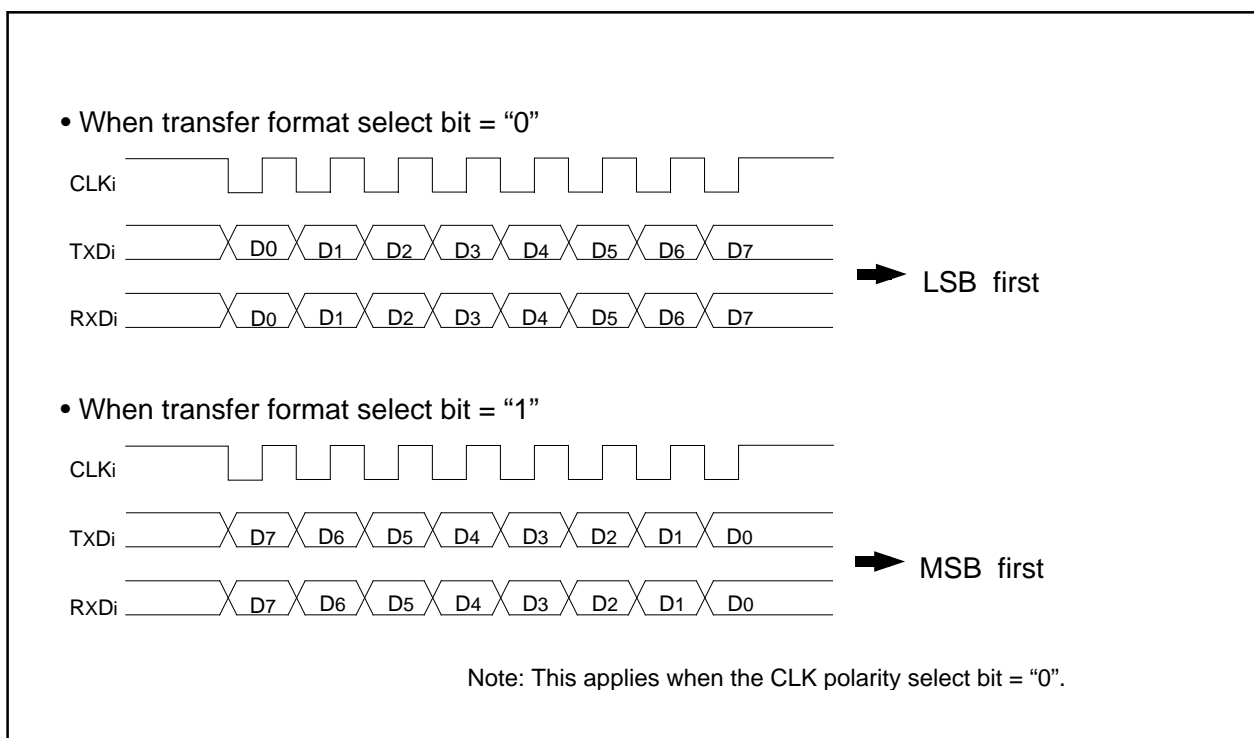 • When transfer format select bit = “0”
CLKi
TXDi D0 D1 D2 D3 D4 D5 D6 D7
RXDi D0 D1 D2 D3 D4 D5 D6 D7
LSB first
• When transfer format select bit = “1”
CLKi
TXDi D7 D6 D5 D4 D3 D2 D1 D0
RXDi D7 D6 D5 D4 D3 D2 D1 D0
MSB first
Note: This applies when the CLK polarity select bit = “0”.